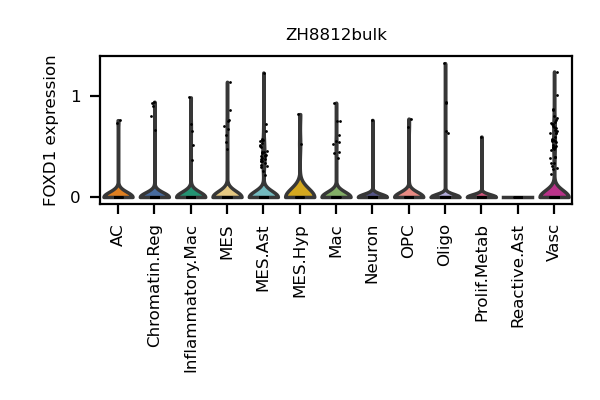 ZH8812bulk
FOXD1 expression
1
0
AC
Chromatin.Reg
Inflammatory.Mac
MES
MES.Ast
MES.Hyp
Mac
Neuron
OPC
Oligo
Prolif.Metab
Reactive.Ast
Vasc